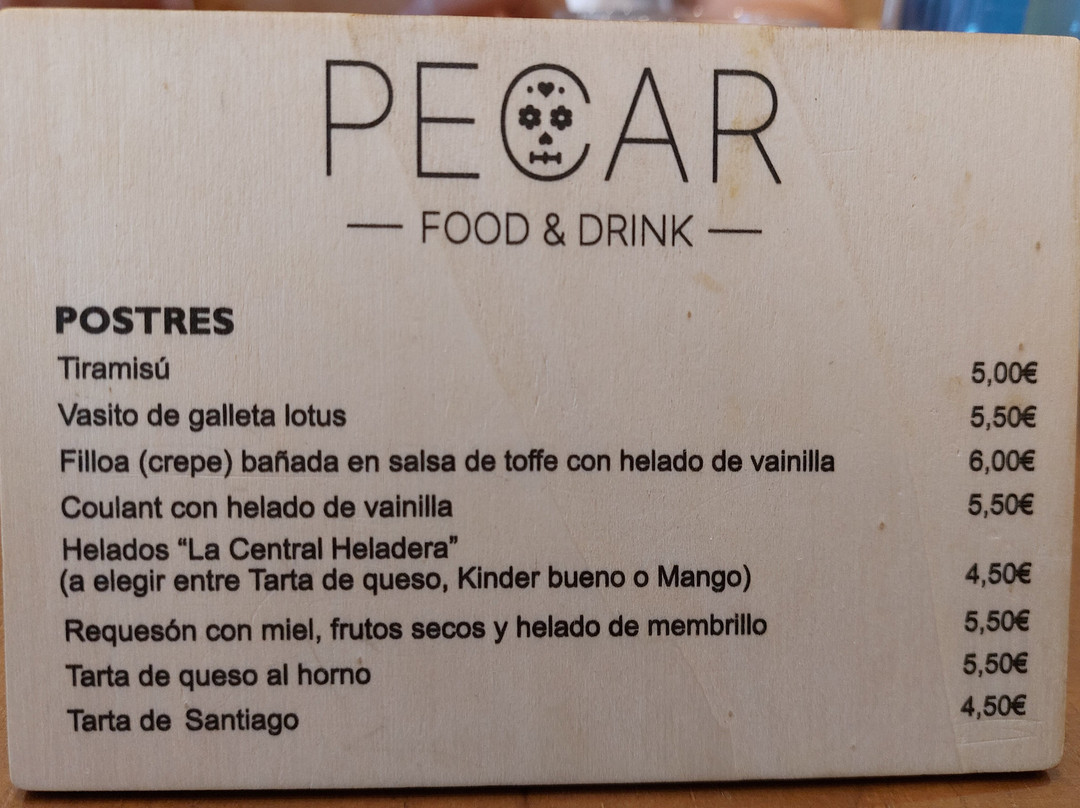 PECAR
— FOOD & DRINK —
POSTRES
Tiramisú 5,00€
Vasito de galleta lotus 5,50€
Filloa (crepe) bañada en salsa de toffe con helado de vainilla 6,00€
Coulant con helado de vainilla 5,50€
Helados “La Central Heladera”
(a elegir entre Tarta de queso, Kinder bueno o Mango) 4,50€
Requesón con miel, frutos secos y helado de membrillo 5,50€
Tarta de queso al horno 5,50€
Tarta de Santiago 4,50€